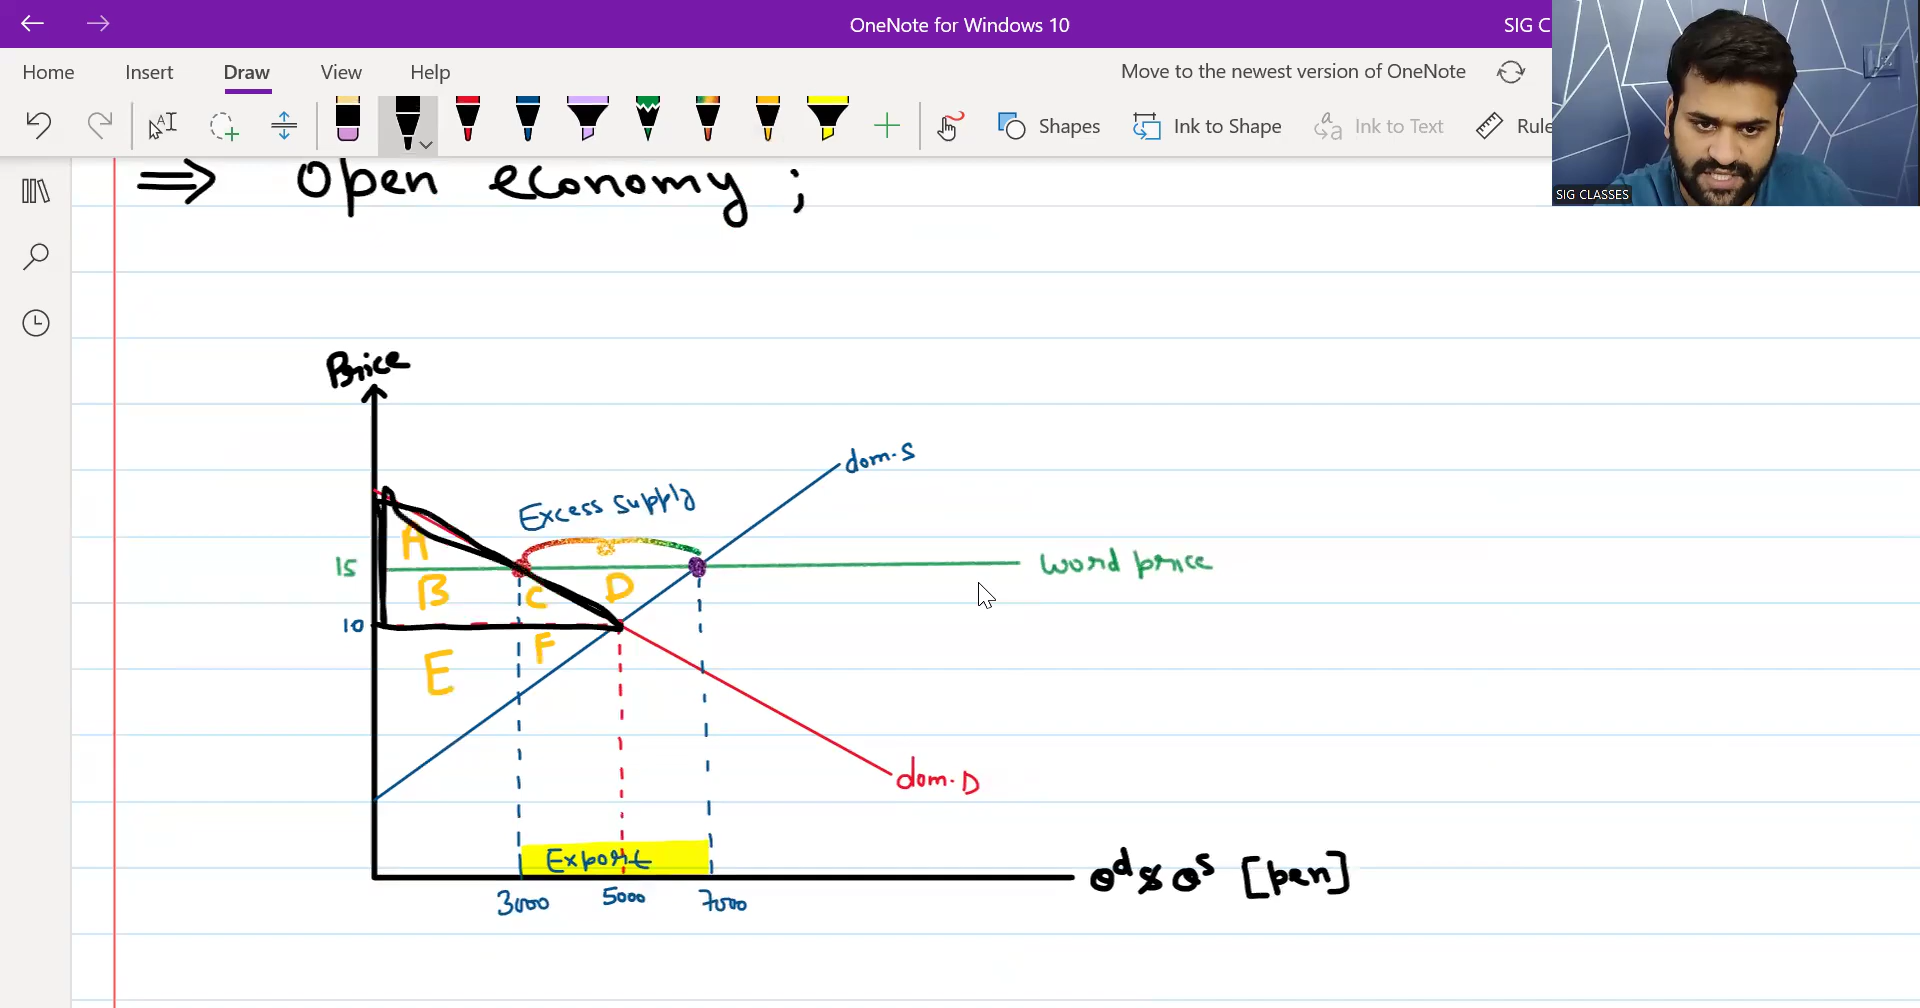 OneNote for Windows 10
SIG C
Home Insert Draw View Help
Move to the newest version of OneNote
Shapes Ink to Shape Ink to Text Rule
SIG CLASSES
⇒ Open economy ;
Price
dom.S
Excess supply
A
15
word price
B C D
10
F
E
dom.D
Export
Qd & Qs [pen]
3000 5000 7000